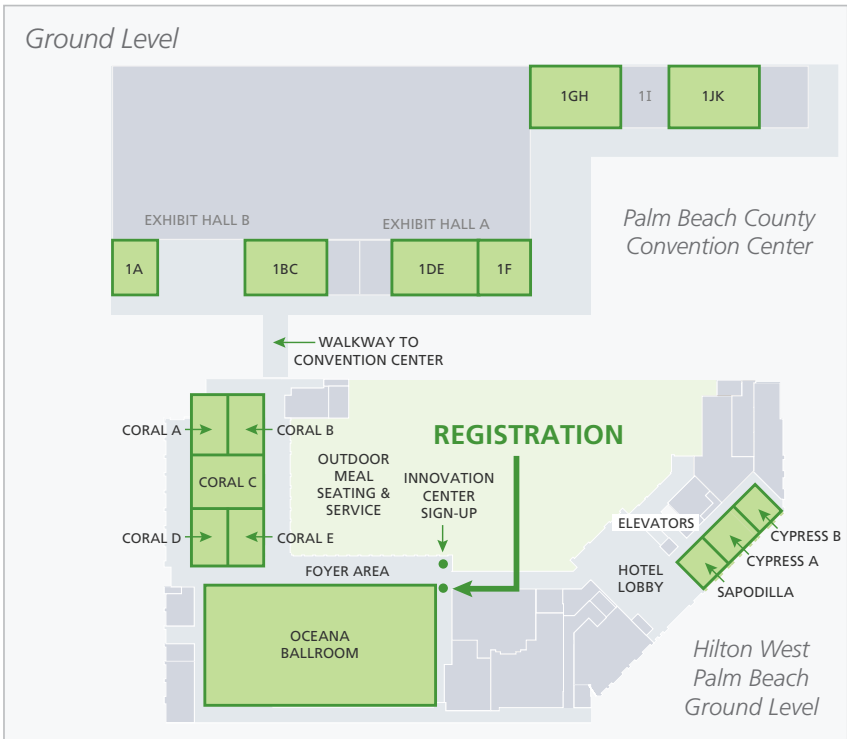 Ground Level
1GH
1I
1JK
EXHIBIT HALL B
EXHIBIT HALL A
Palm Beach County
Convention Center
1A
1BC
1DE
1F
WALKWAY TO
CONVENTION CENTER
CORAL A
CORAL B
REGISTRATION
OUTDOOR
MEAL
SEATING &
SERVICE
INNOVATION
CENTER
SIGN-UP
CORAL C
ELEVATORS
CORAL D
CORAL E
CYPRESS B
CYPRESS A
SAPODILLA
FOYER AREA
HOTEL
LOBBY
OCEANA
BALLROOM
Hilton West
Palm Beach
Ground Level